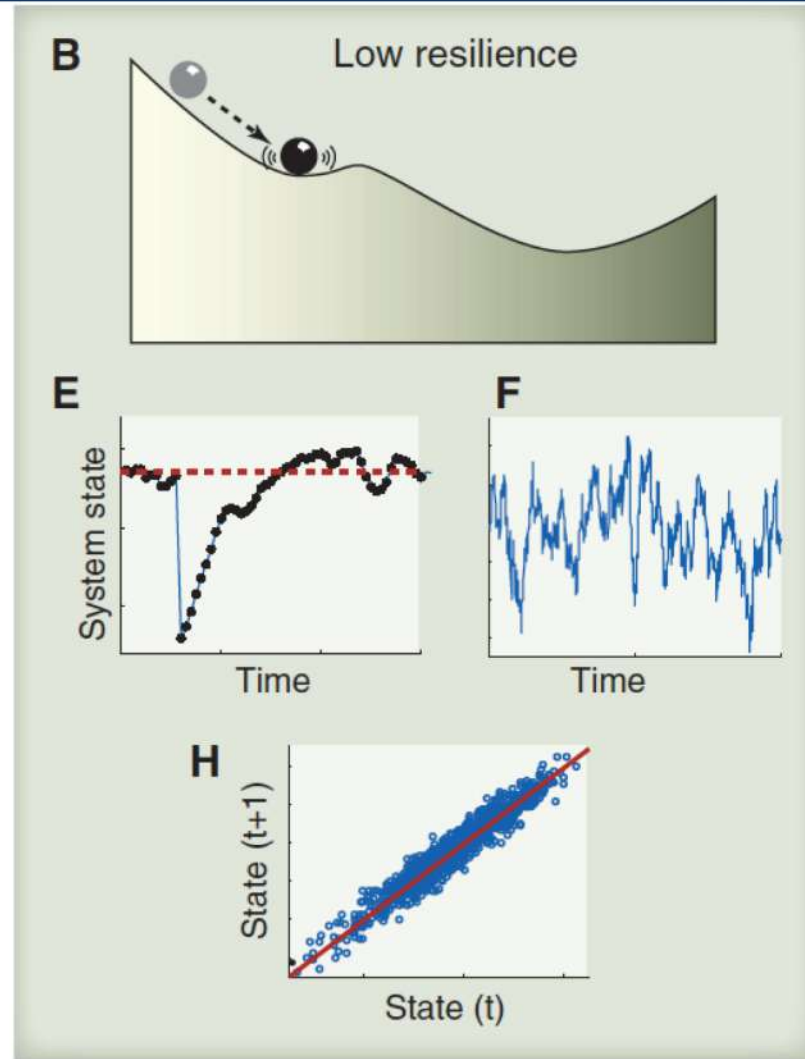 B
Low resilience
E
F
System state
Time
Time
H
State (t+1)
State (t)